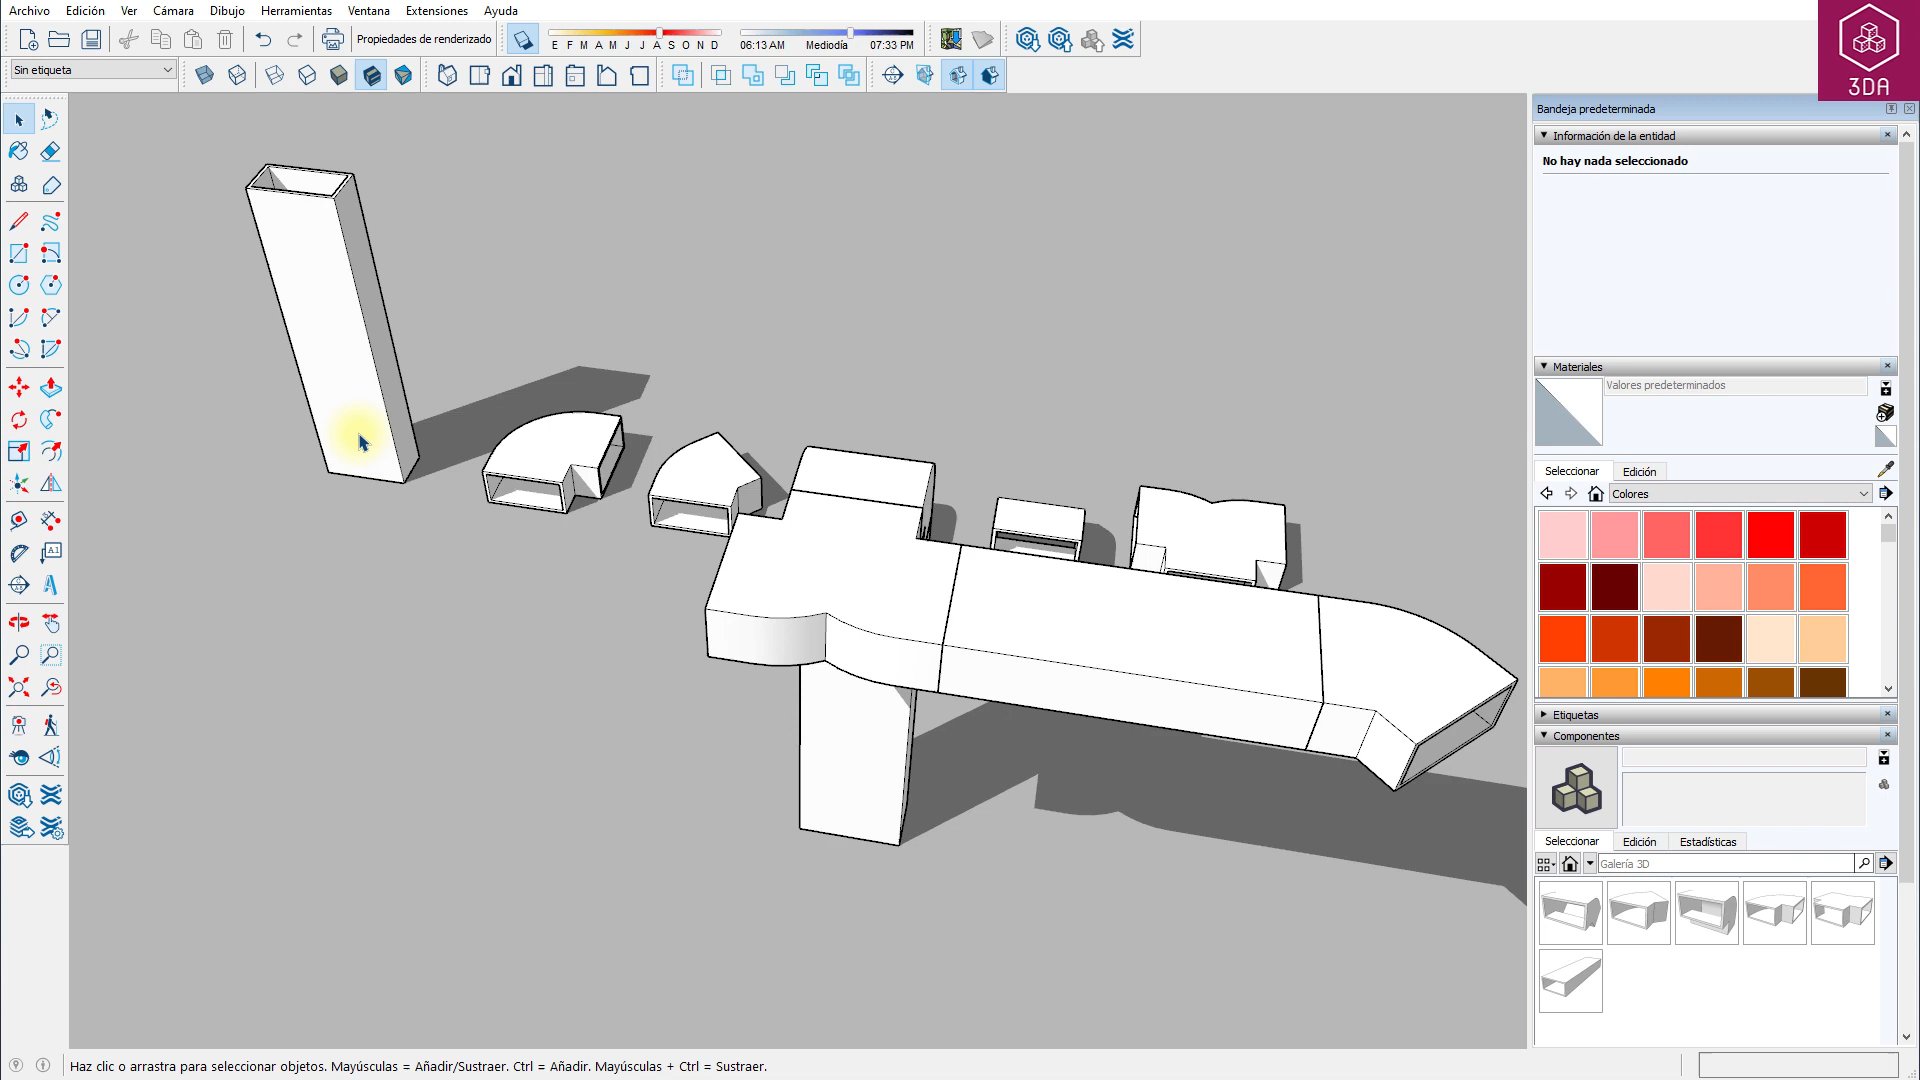 Archivo Edición Ver Cámara Dibujo Herramientas Ventana Extensiones Ayuda
Propiedades de renderizado
E F M A M J J A S O N D
06:13 AM Mediodía 07:33 PM
3DA
Sin etiqueta
Bandeja predeterminada
Información de la entidad
No hay nada seleccionado
Materiales
Valores predeterminados
Seleccionar Edición
Colores
A1
Etiquetas
Componentes
Seleccionar Edición Estadísticas
Galería 3D
Haz clic o arrastra para seleccionar objetos. Mayúsculas = Añadir/Sustraer. Ctrl = Añadir. Mayúsculas + Ctrl = Sustraer.